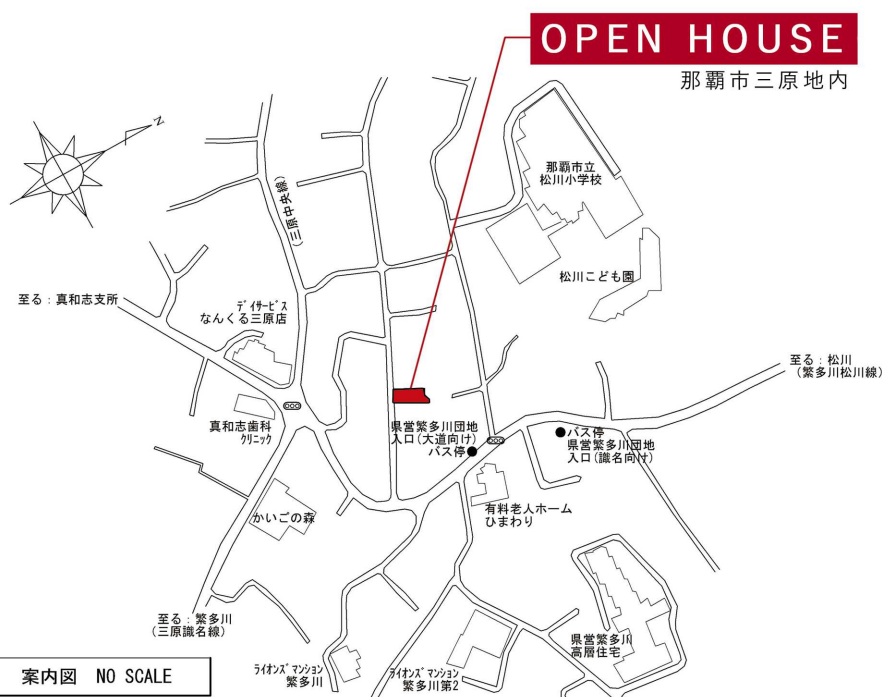 OPEN HOUSE
那覇市三原地内
N
(三原中央線)
那覇市立
松川小学校
松川こども園
至る：真和志支所
ﾃﾞｲｻｰﾋﾞｽ
なんくる三原店
至る：松川
(繁多川松川線)
真和志歯科
ｸﾘﾆｯｸ
県営繁多川団地
入口(大道向け)
バス停
バス停
県営繁多川団地
入口(識名向け)
かいごの森
有料老人ホーム
ひまわり
至る：繁多川
(三原識名線)
県営繁多川
高層住宅
ﾗｲｵﾝｽﾞﾏﾝｼｮﾝ
繁多川
ﾗｲｵﾝｽﾞﾏﾝｼｮﾝ
繁多川第2
案内図 NO SCALE